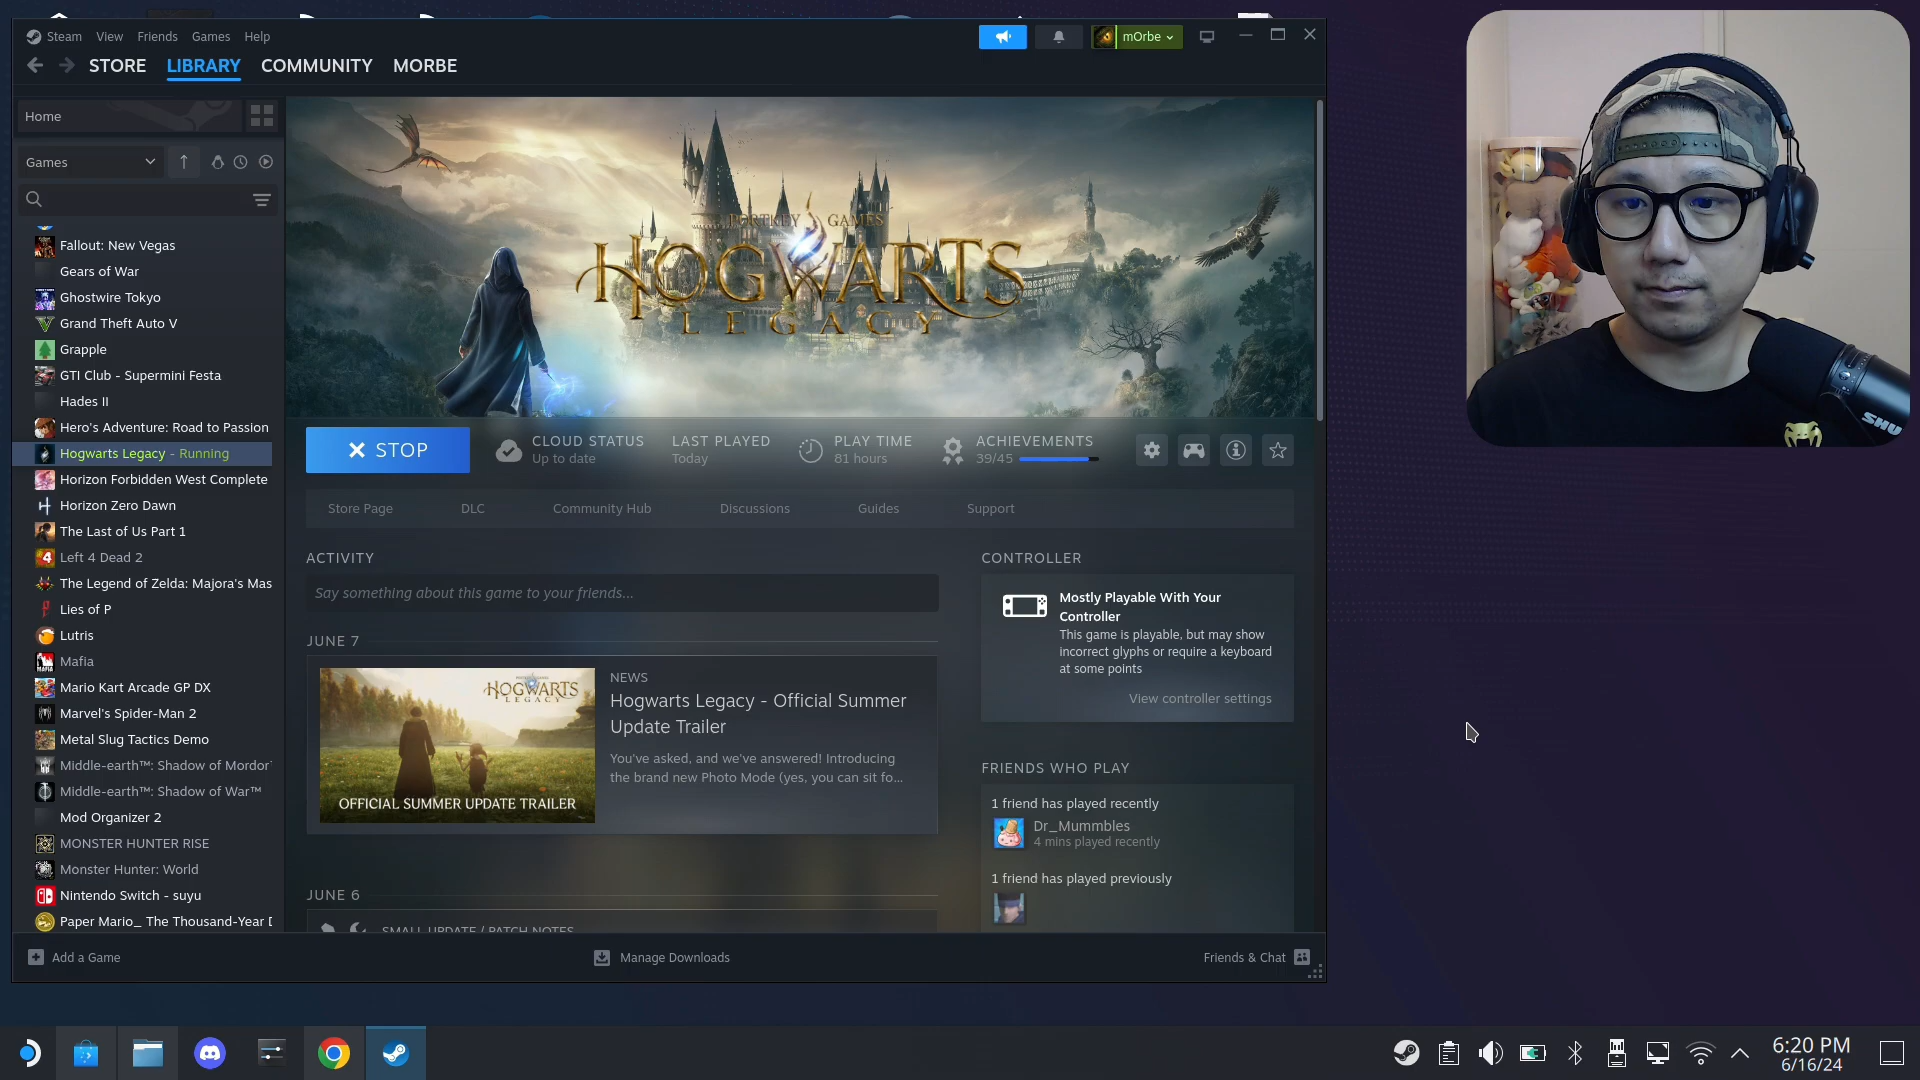 Steam View Friends Games Help
mOrbe
STORE LIBRARY COMMUNITY MORBE
Home
Games
Fallout: New Vegas
Gears of War
Ghostwire Tokyo
Grand Theft Auto V
Grapple
GTI Club - Supermini Festa
Hades II
Hero's Adventure: Road to Passion
Hogwarts Legacy - Running
Horizon Forbidden West Complete
Horizon Zero Dawn
The Last of Us Part 1
Left 4 Dead 2
The Legend of Zelda: Majora's Mas
Lies of P
Lutris
Mafia
Mario Kart Arcade GP DX
Marvel's Spider-Man 2
Metal Slug Tactics Demo
Middle-earth™: Shadow of Mordor
Middle-earth™: Shadow of War™
Mod Organizer 2
MONSTER HUNTER RISE
Monster Hunter: World
Nintendo Switch - suyu
Paper Mario_ The Thousand-Year D
PORTKEY GAMES
HOGWARTS
LEGACY
STOP
CLOUD STATUS
Up to date
LAST PLAYED
Today
PLAY TIME
81 hours
ACHIEVEMENTS
39/45
Store Page DLC Community Hub Discussions Guides Support
ACTIVITY
Say something about this game to your friends...
JUNE 7
HOGWARTS
LEGACY
OFFICIAL SUMMER UPDATE TRAILER
NEWS
Hogwarts Legacy - Official Summer
Update Trailer
You've asked, and we've answered! Introducing
the brand new Photo Mode (yes, you can sit fo...
JUNE 6
SMALL UPDATE / PATCH NOTES
CONTROLLER
Mostly Playable With Your
Controller
This game is playable, but may show
incorrect glyphs or require a keyboard
at some points
View controller settings
FRIENDS WHO PLAY
1 friend has played recently
Dr_Mummbles
4 mins played recently
1 friend has played previously
Add a Game
Manage Downloads
Friends & Chat
SHU
6:20 PM
6/16/24